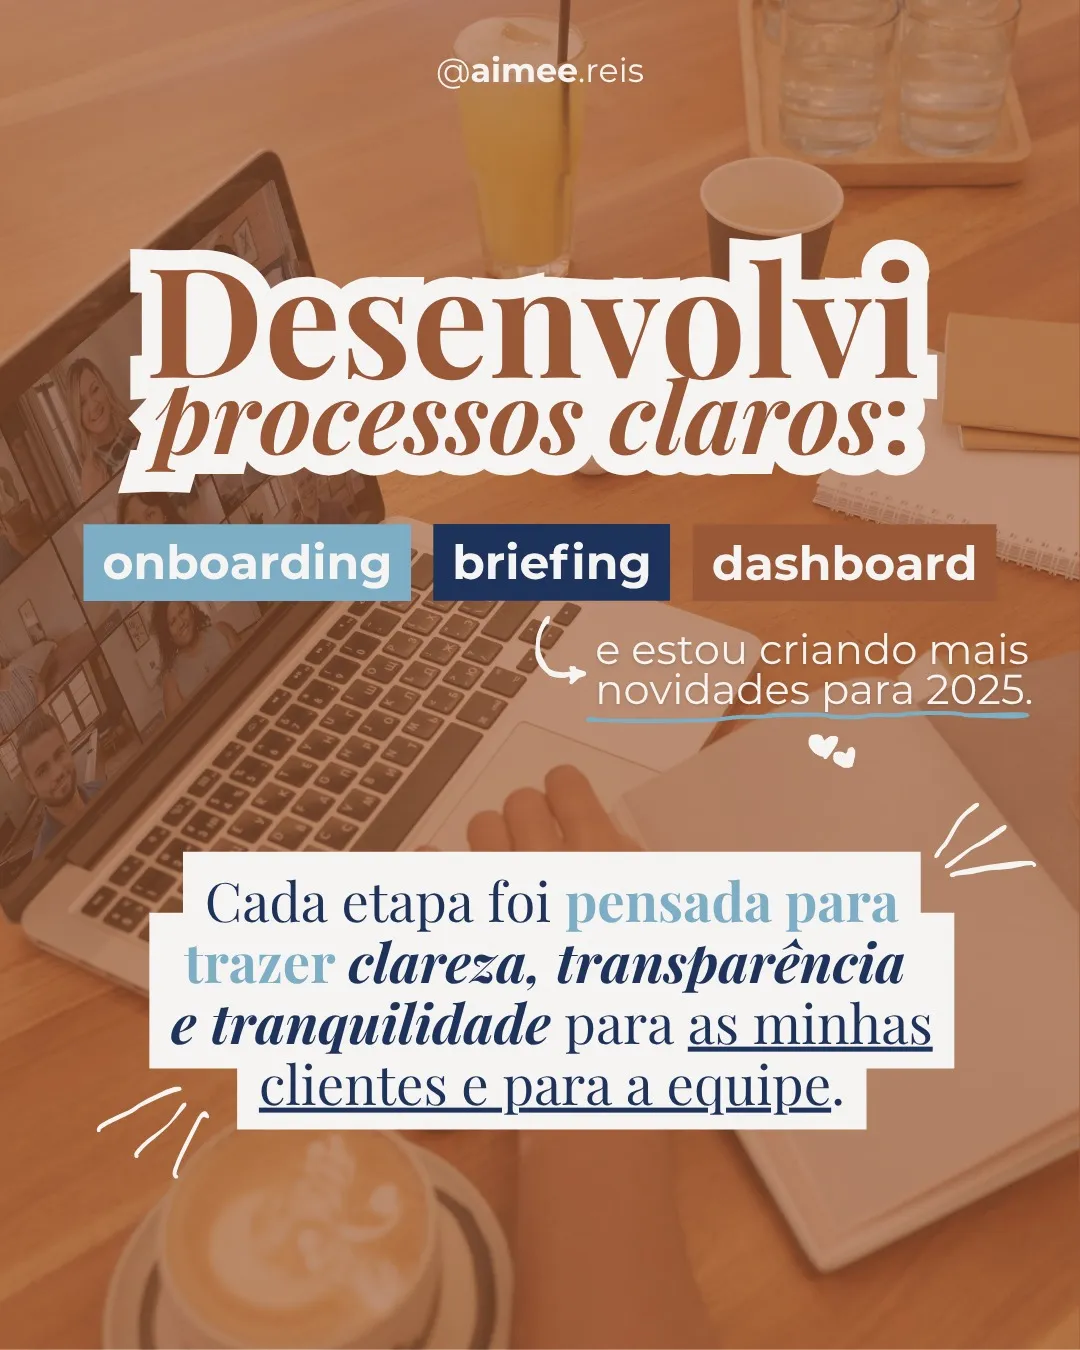 @aimee.reis
Desenvolvi
processos claros:
onboarding briefing dashboard
e estou criando mais
novidades para 2025.
Cada etapa foi pensada para
trazer clareza, transparência
e tranquilidade para as minhas
clientes e para a equipe.